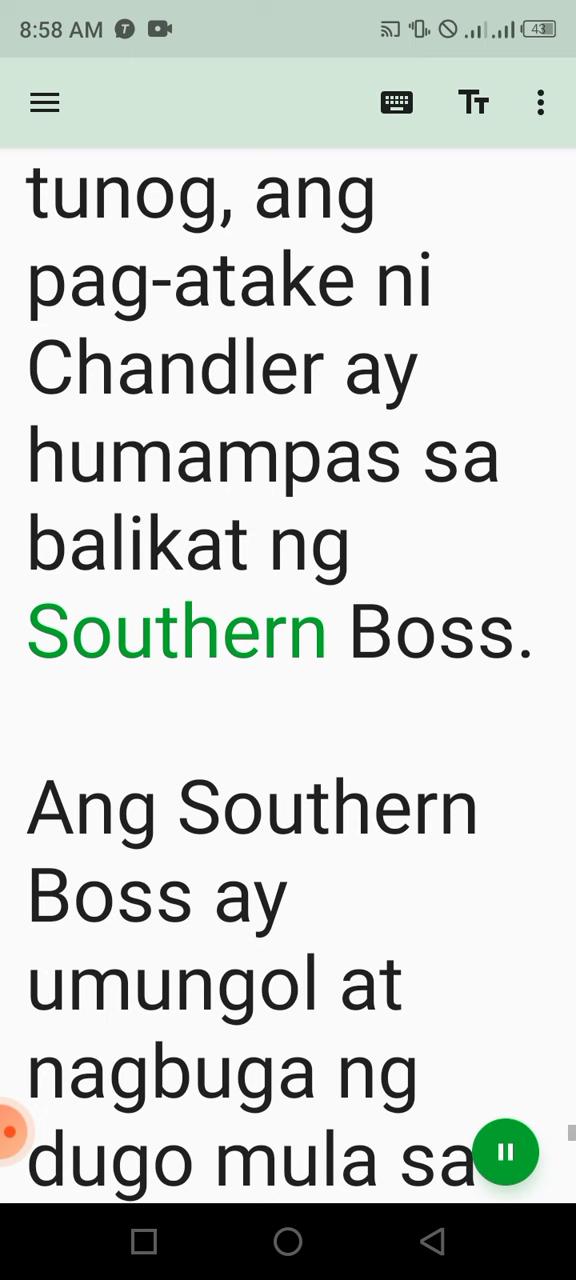 8:58 AM
43
tunog, ang
pag-atake ni
Chandler ay
humampas sa
balikat ng
Southern Boss.
Ang Southern
Boss ay
umungol at
nagbuga ng
dugo mula sa